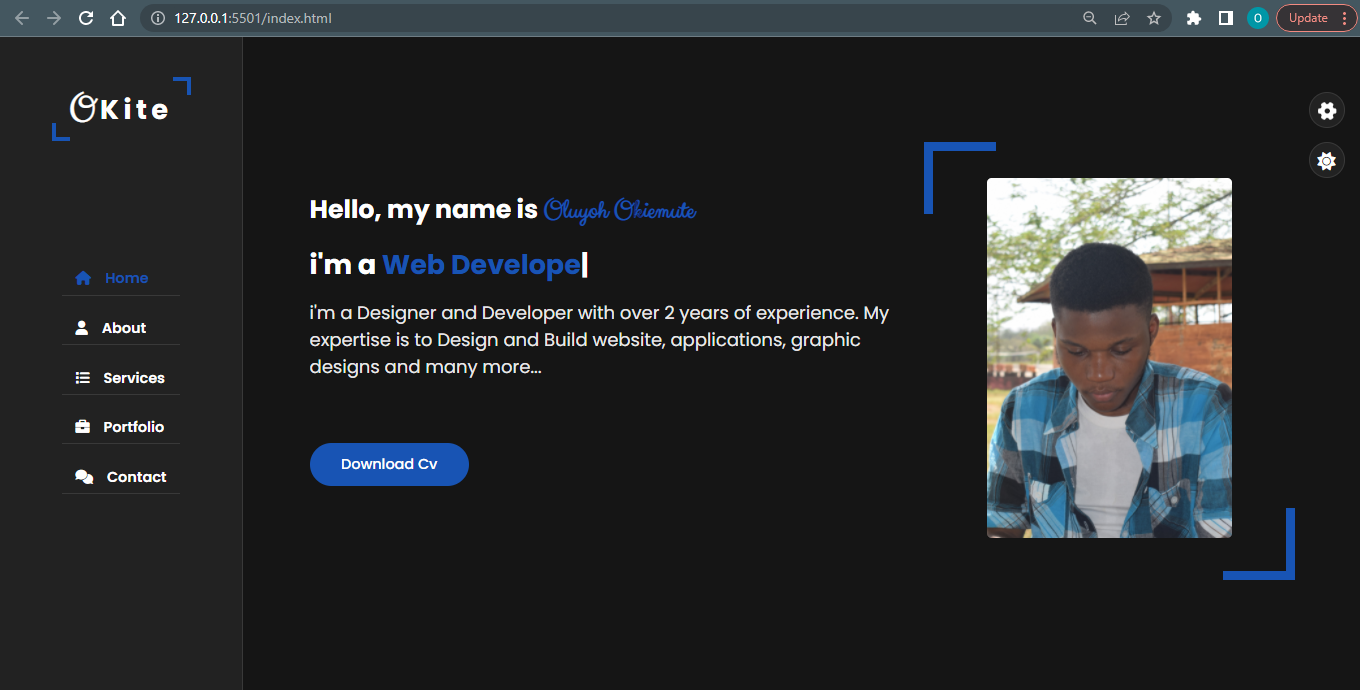 127.0.0.1:5501/index.html
O
Update
OKite
Hello, my name is Oluyoh Okiemute
i'm a Web Develope
i'm a Designer and Developer with over 2 years of experience. My
expertise is to Design and Build website, applications, graphic
designs and many more...
Download Cv
Home
About
Services
Portfolio
Contact